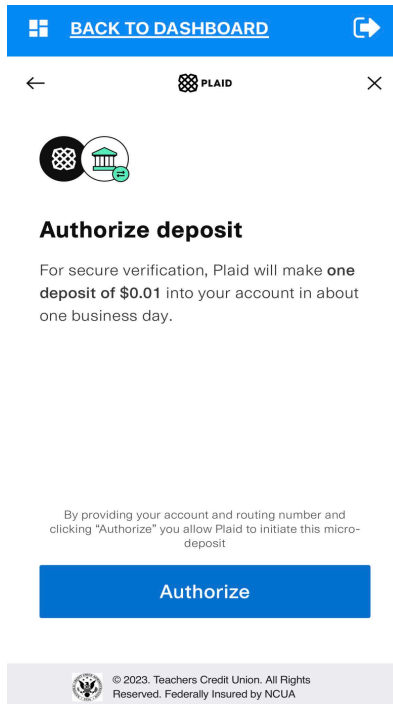 BACK TO DASHBOARD
PLAID
Authorize deposit
For secure verification, Plaid will make one
deposit of $0.01 into your account in about
one business day.
By providing your account and routing number and
clicking “Authorize” you allow Plaid to initiate this micro-
deposit
Authorize
© 2023. Teachers Credit Union. All Rights
Reserved. Federally Insured by NCUA